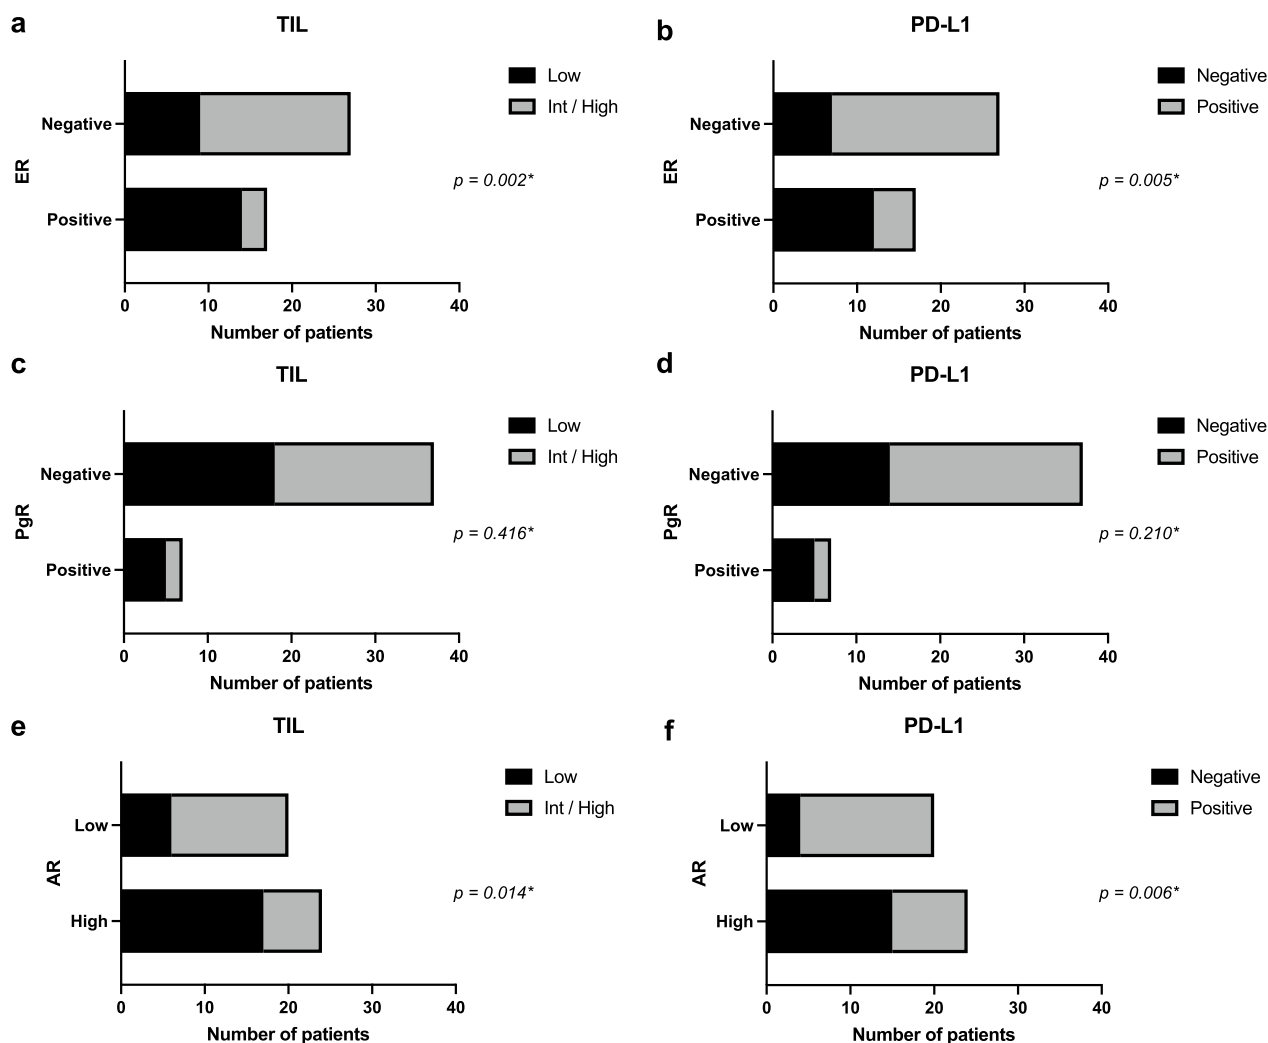 a
TIL
Low
Int / High
Negative
Positive
ER
p = 0.002*
0 10 20 30 40
Number of patients
b
PD-L1
Negative
Positive
Negative
Positive
ER
p = 0.005*
0 10 20 30 40
Number of patients
c
TIL
Low
Int / High
Negative
Positive
PgR
p = 0.416*
0 10 20 30 40
Number of patients
d
PD-L1
Negative
Positive
Negative
Positive
PgR
p = 0.210*
0 10 20 30 40
Number of patients
e
TIL
Low
Int / High
Low
High
AR
p = 0.014*
0 10 20 30 40
Number of patients
f
PD-L1
Negative
Positive
Low
High
AR
p = 0.006*
0 10 20 30 40
Number of patients